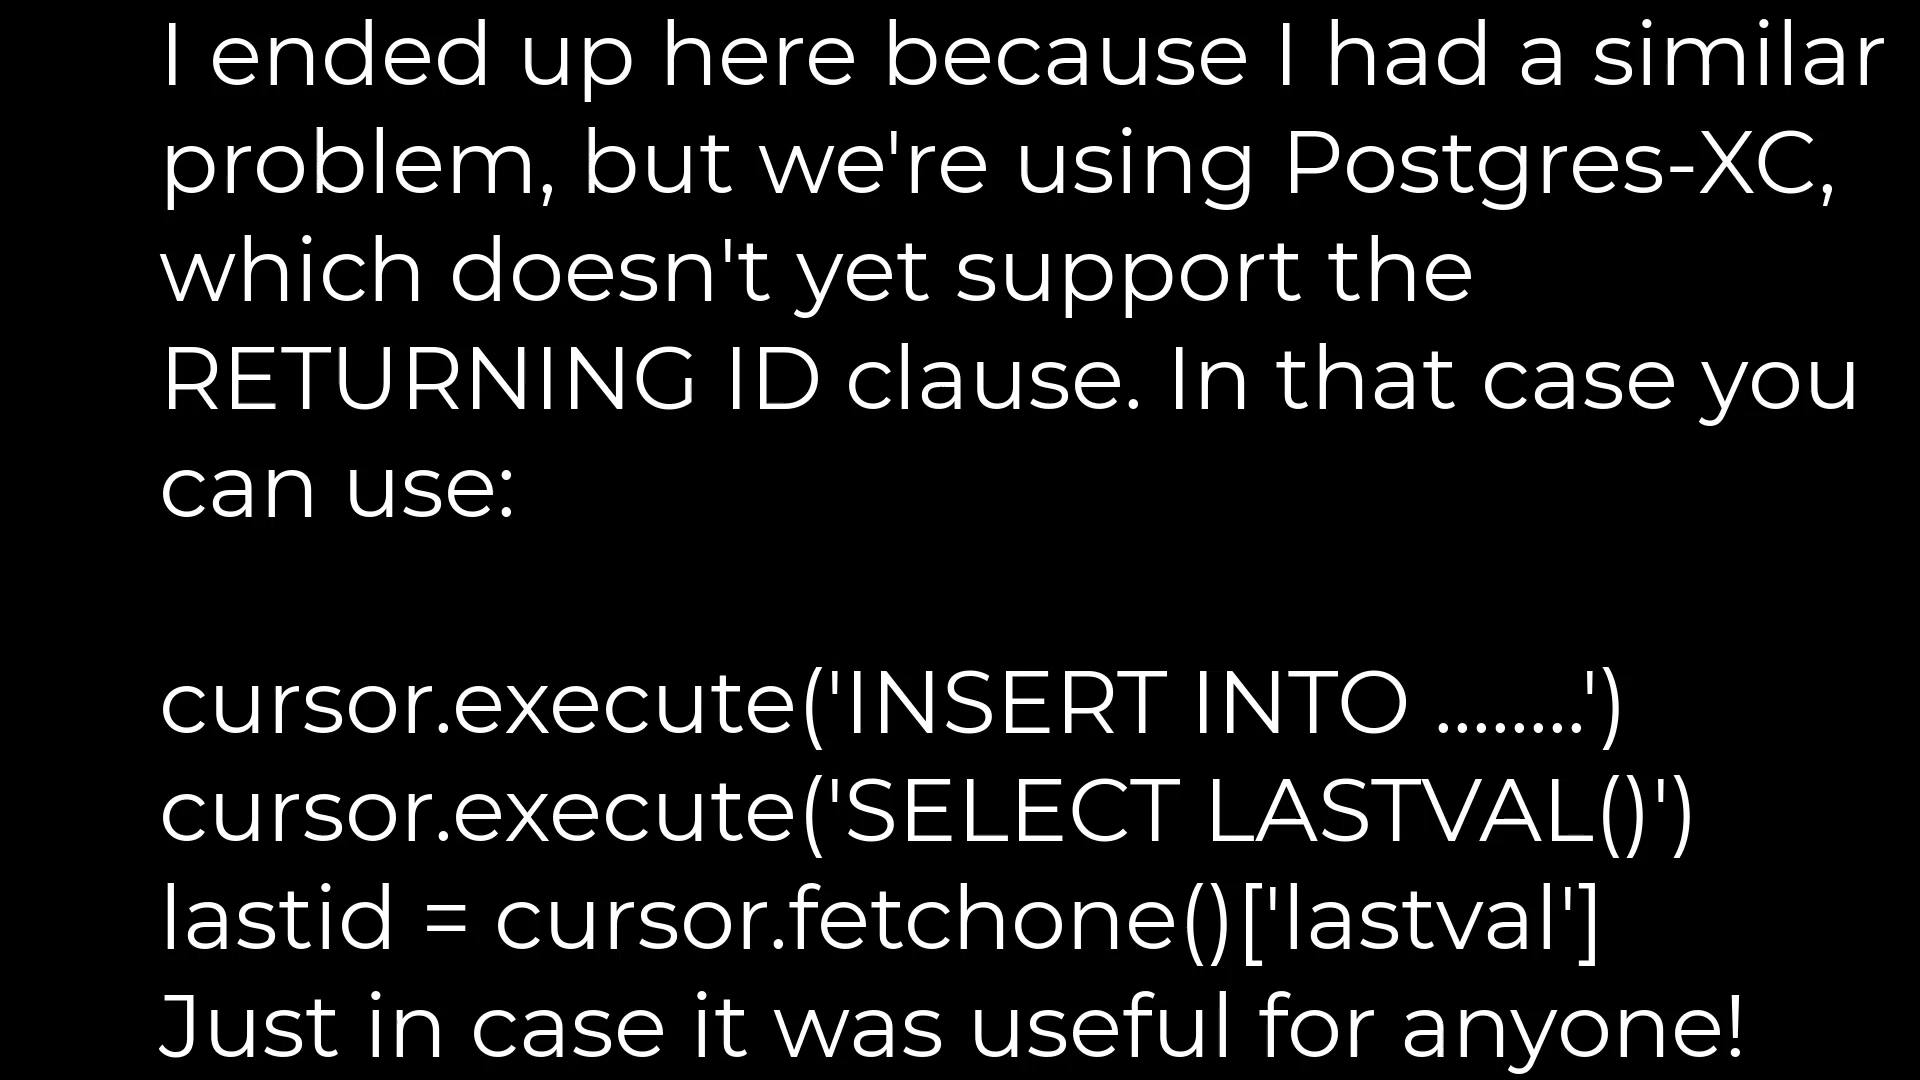 I ended up here because I had a similar
problem, but we're using Postgres-XC,
which doesn't yet support the
RETURNING ID clause. In that case you
can use:
cursor.execute('INSERT INTO ........')
cursor.execute('SELECT LASTVAL()')
lastid = cursor.fetchone()['lastval']
Just in case it was useful for anyone!